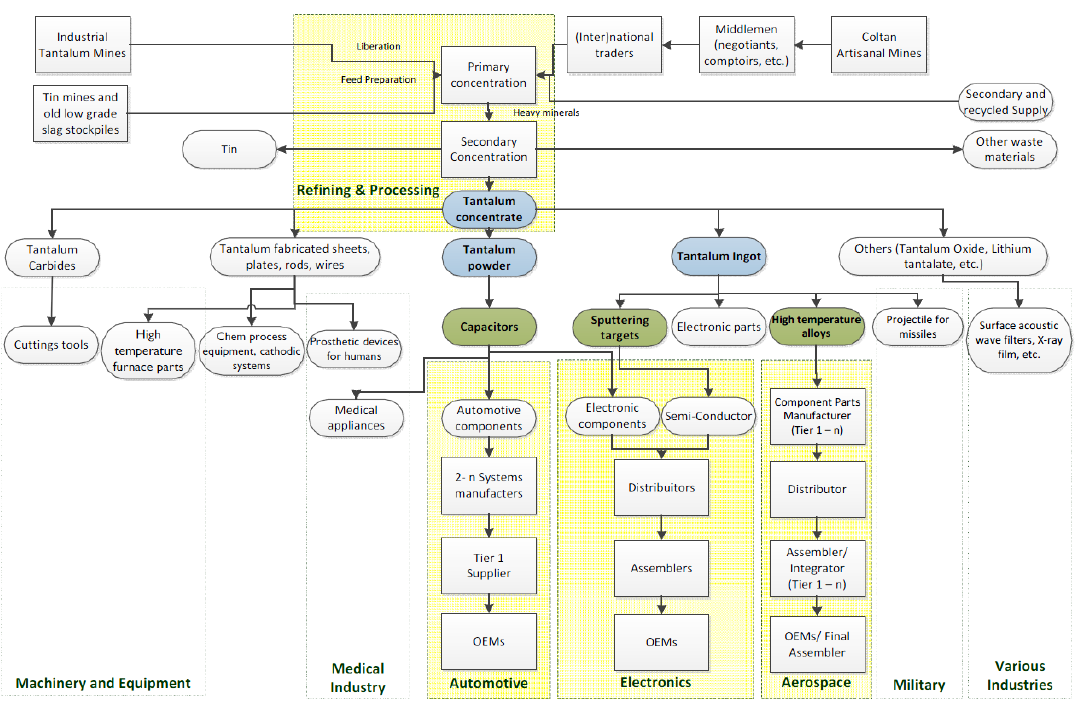 Industrial
Tantalum Mines
Liberation
(Inter)national
traders
Middlemen
(negotiants,
comptoirs, etc.)
Coltan
Artisanal Mines
Primary
concentration
Feed Preparation
Tin mines and
old low grade
slag stockpiles
Heavy minerals
Secondary and
recycled Supply
Tin
Secondary
Concentration
Other waste
materials
Refining & Processing
Tantalum
concentrate
Tantalum
Carbides
Tantalum fabricated sheets,
plates, rods, wires
Tantalum
powder
Tantalum Ingot
Others (Tantalum Oxide, Lithium
tantalate, etc.)
Cuttings tools
High
temperature
furnace parts
Chem process
equipment, cathodic
systems
Prosthetic devices
for humans
Capacitors
Sputtering
targets
Electronic parts
High temperature
alloys
Projectile for
missiles
Surface acoustic
wave filters, X-ray
film, etc.
Medical
appliances
Automotive
components
Electronic
components
Semi-Conductor
Component Parts
Manufacturer
(Tier 1 – n)
2- n Systems
manufacters
Distribuitors
Distributor
Tier 1
Supplier
Assemblers
Assembler/
Integrator
(Tier 1 – n)
OEMs
OEMs
OEMs/ Final
Assembler
Machinery and Equipment
Medical
Industry
Automotive
Electronics
Aerospace
Military
Various
Industries